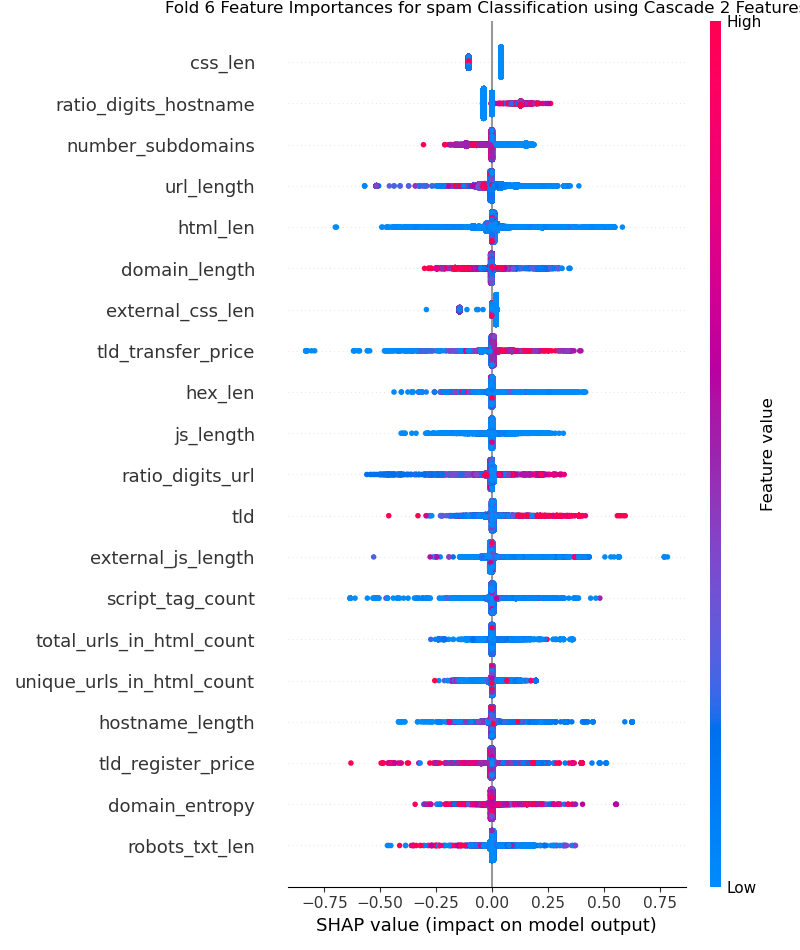 Fold 6 Feature Importances for spam Classification using Cascade 2 Features
High
css_len
ratio_digits_hostname
number_subdomains
url_length
html_len
domain_length
external_css_len
tld_transfer_price
hex_len
js_length
ratio_digits_url
tld
external_js_length
script_tag_count
total_urls_in_html_count
unique_urls_in_html_count
hostname_length
tld_register_price
domain_entropy
robots_txt_len
Feature value
Low
−0.75 −0.50 −0.25 0.00 0.25 0.50 0.75
SHAP value (impact on model output)